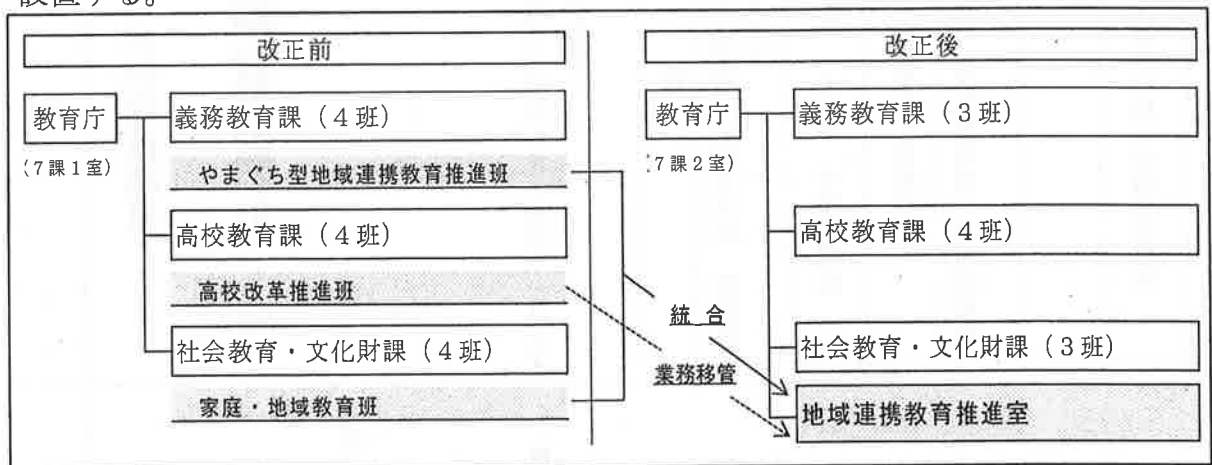 設置する。
改正前
教育庁
(7課1室)
義務教育課(4班)
やまぐち型地域連携教育推進班
高校教育課(4班)
高校改革推進班
社会教育・文化財課(4班)
家庭・地域教育班
統合
業務移管
改正後
教育庁
(7課2室)
義務教育課(3班)
高校教育課(4班)
社会教育・文化財課(3班)
地域連携教育推進室